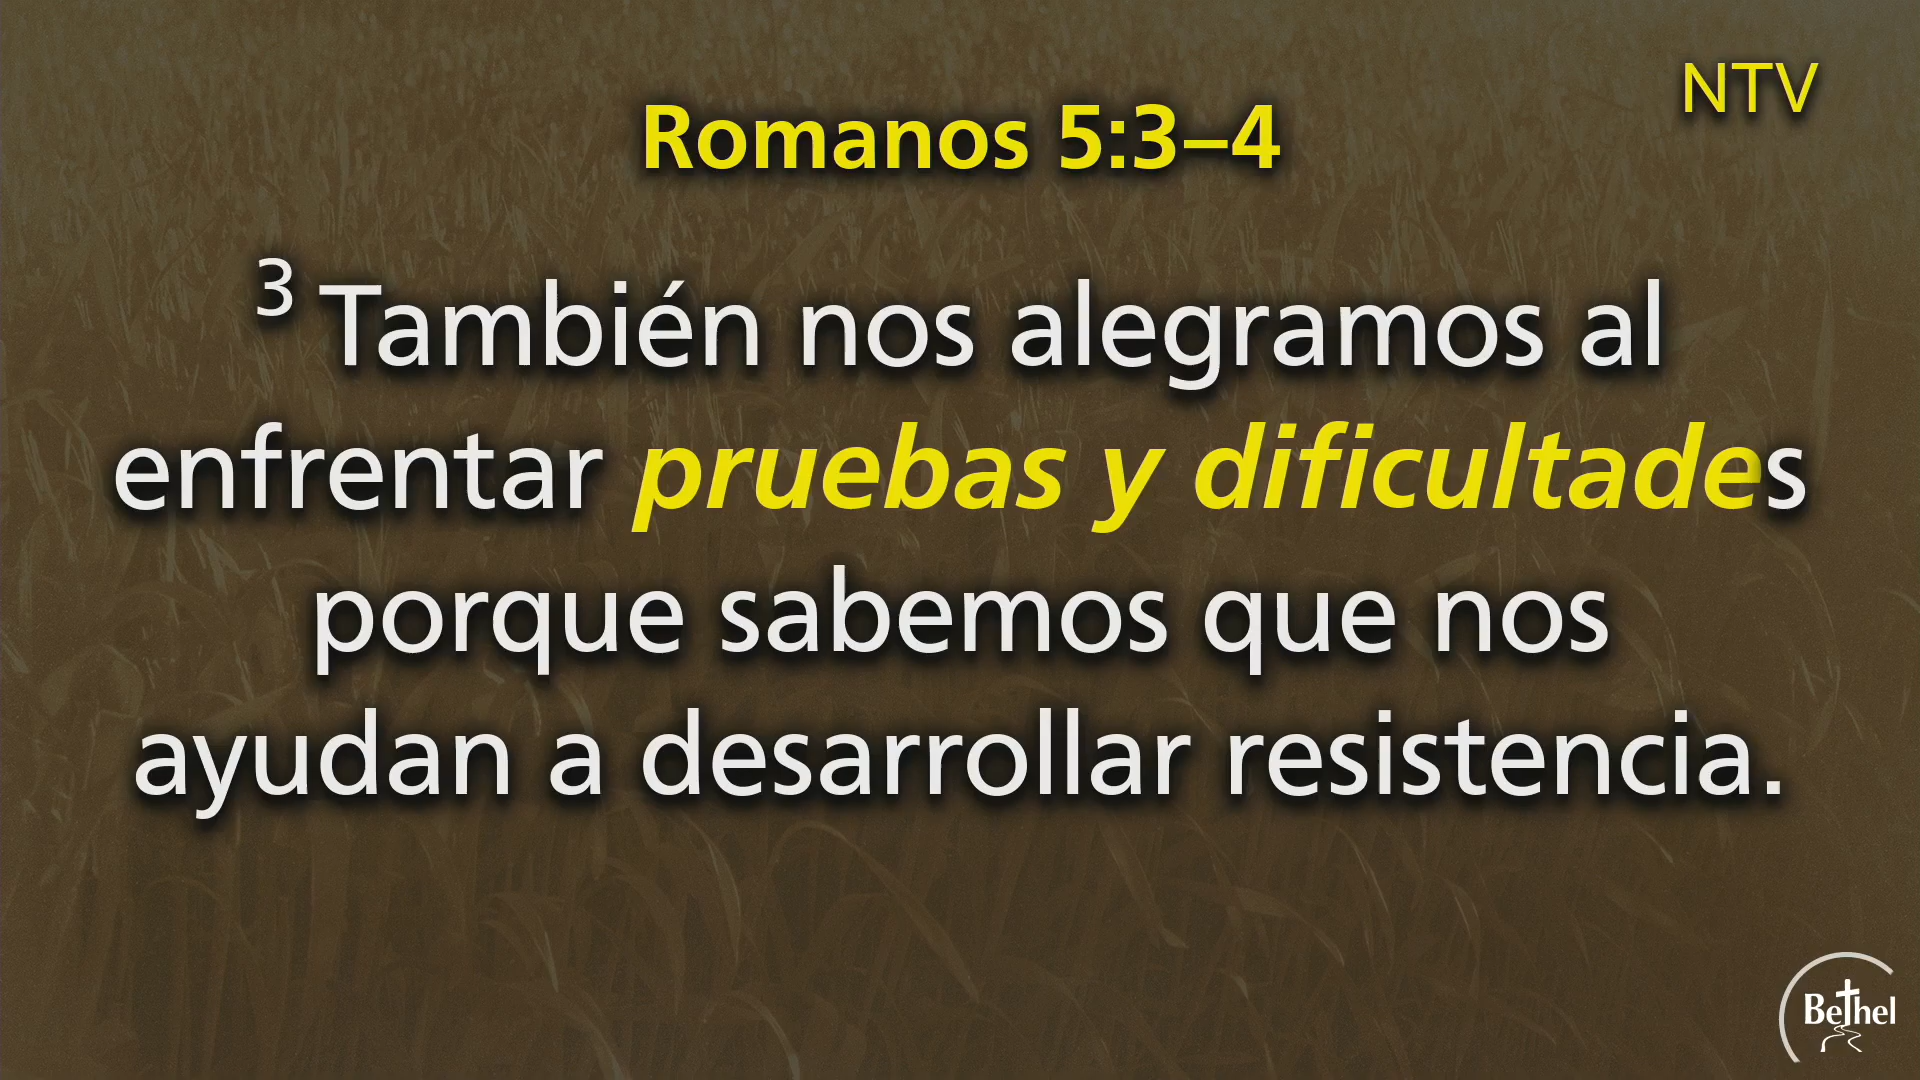 NTV
Romanos 5:3–4
3 También nos alegramos al
enfrentar pruebas y dificultades
porque sabemos que nos
ayudan a desarrollar resistencia.
Bethel